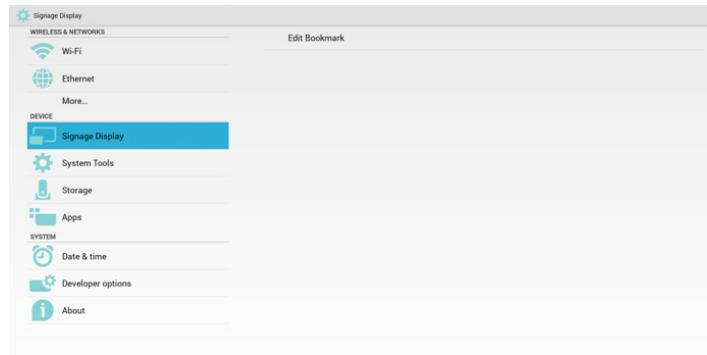 Signage Display
WIRELESS & NETWORKS
Wi-Fi
Ethernet
More...
DEVICE
Signage Display
System Tools
Storage
Apps
SYSTEM
Date & time
Developer options
About
Edit Bookmark